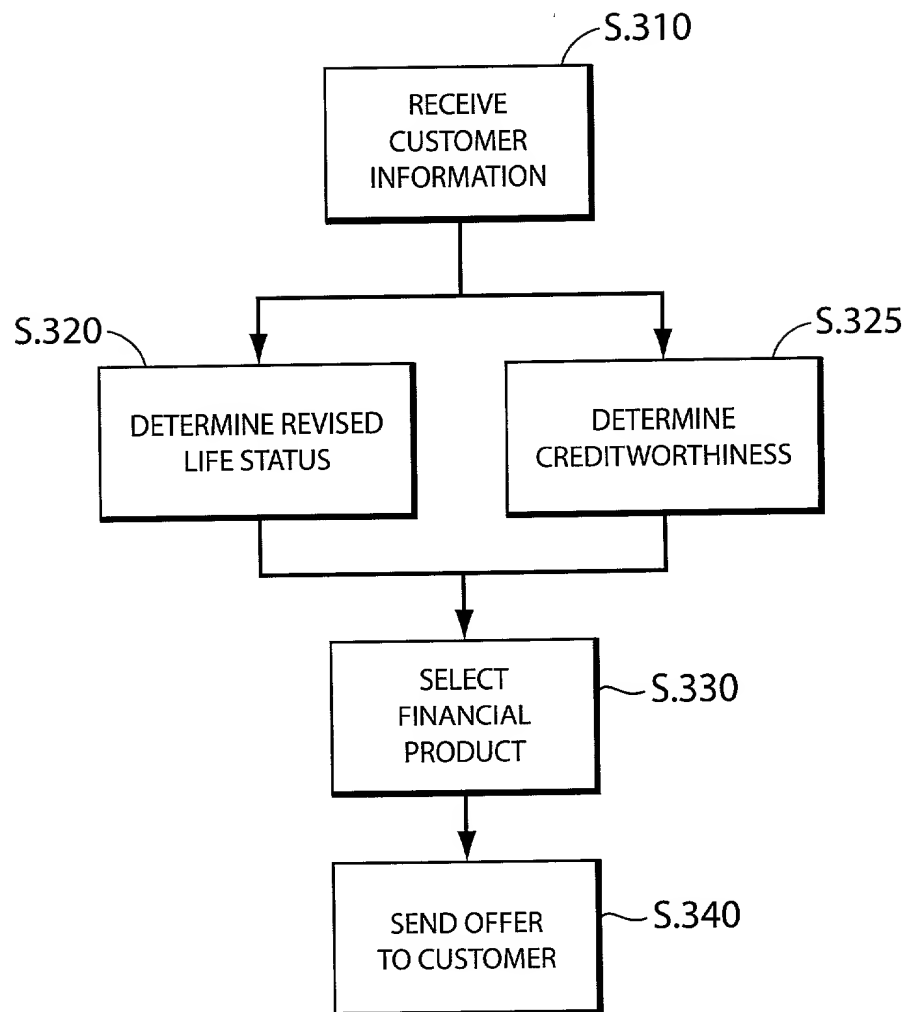 S.310
RECEIVE
CUSTOMER
INFORMATION
S.320
S.325
DETERMINE REVISED
LIFE STATUS
DETERMINE
CREDITWORTHINESS
SELECT
FINANCIAL
PRODUCT
S.330
SEND OFFER
TO CUSTOMER
S.340